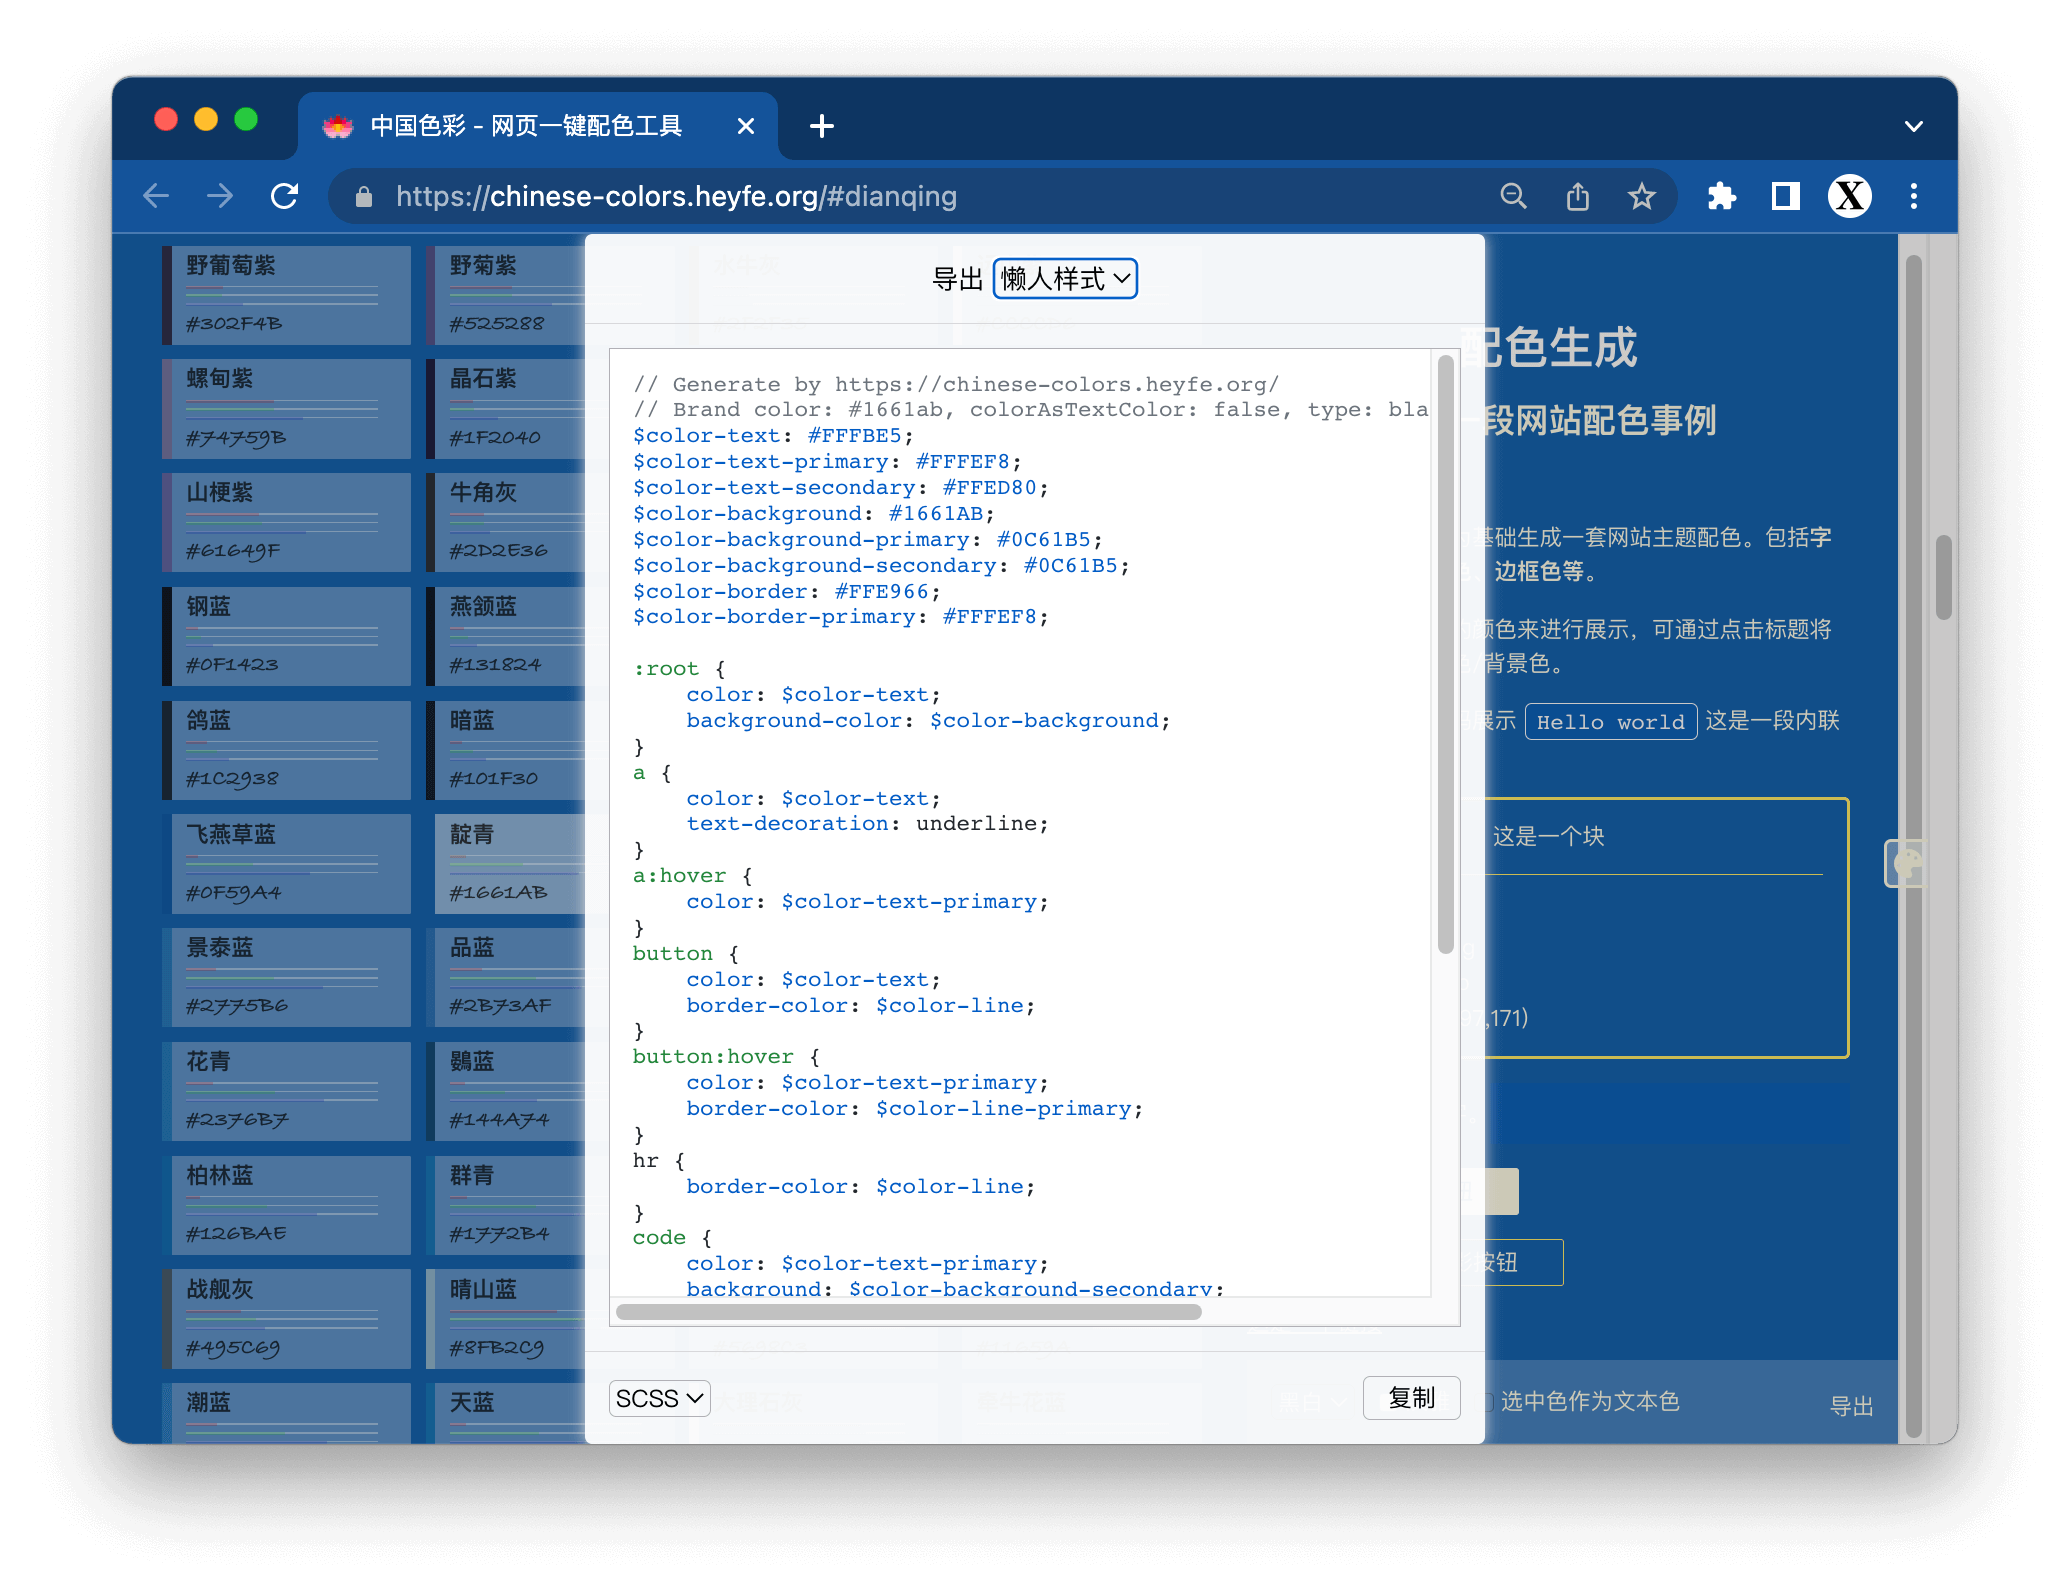 中国色彩 - 网页一键配色工具
https://chinese-colors.heyfe.org/#dianqing
野葡萄紫
#302F4B
野菊紫
#525288
螺甸紫
#74759B
晶石紫
#1F2040
山梗紫
#61649F
牛角灰
#2D2E36
钢蓝
#0F1423
燕颔蓝
#131824
鸽蓝
#1C2938
暗蓝
#101F30
飞燕草蓝
#0F59A4
靛青
#1661AB
景泰蓝
#2775B6
品蓝
#2B73AF
花青
#2376B7
鷃蓝
#144A74
柏林蓝
#126BAE
群青
#1772B4
战舰灰
#495C69
晴山蓝
#8FB2C9
潮蓝
天蓝
导出 懒人样式
// Generate by https://chinese-colors.heyfe.org/
// Brand color: #1661ab, colorAsTextColor: false, type: bla
$color-text: #FFFBE5;
$color-text-primary: #FFFEF8;
$color-text-secondary: #FFED80;
$color-background: #1661AB;
$color-background-primary: #0C61B5;
$color-background-secondary: #0C61B5;
$color-border: #FFE966;
$color-border-primary: #FFFEF8;
:root {
color: $color-text;
background-color: $color-background;
}
a {
color: $color-text;
text-decoration: underline;
}
a:hover {
color: $color-text-primary;
}
button {
color: $color-text;
border-color: $color-line;
}
button:hover {
color: $color-text-primary;
border-color: $color-line-primary;
}
hr {
border-color: $color-line;
}
code {
color: $color-text-primary;
background: $color-background-secondary;
SCSS
复制
配色生成
一段网站配色事例
基础生成一套网站主题配色。包括字
、边框色等。
颜色来进行展示，可通过点击标题将
/背景色。
展示 Hello world 这是一段内联
这是一个块
97,171)
按钮
选中色作为文本色
导出